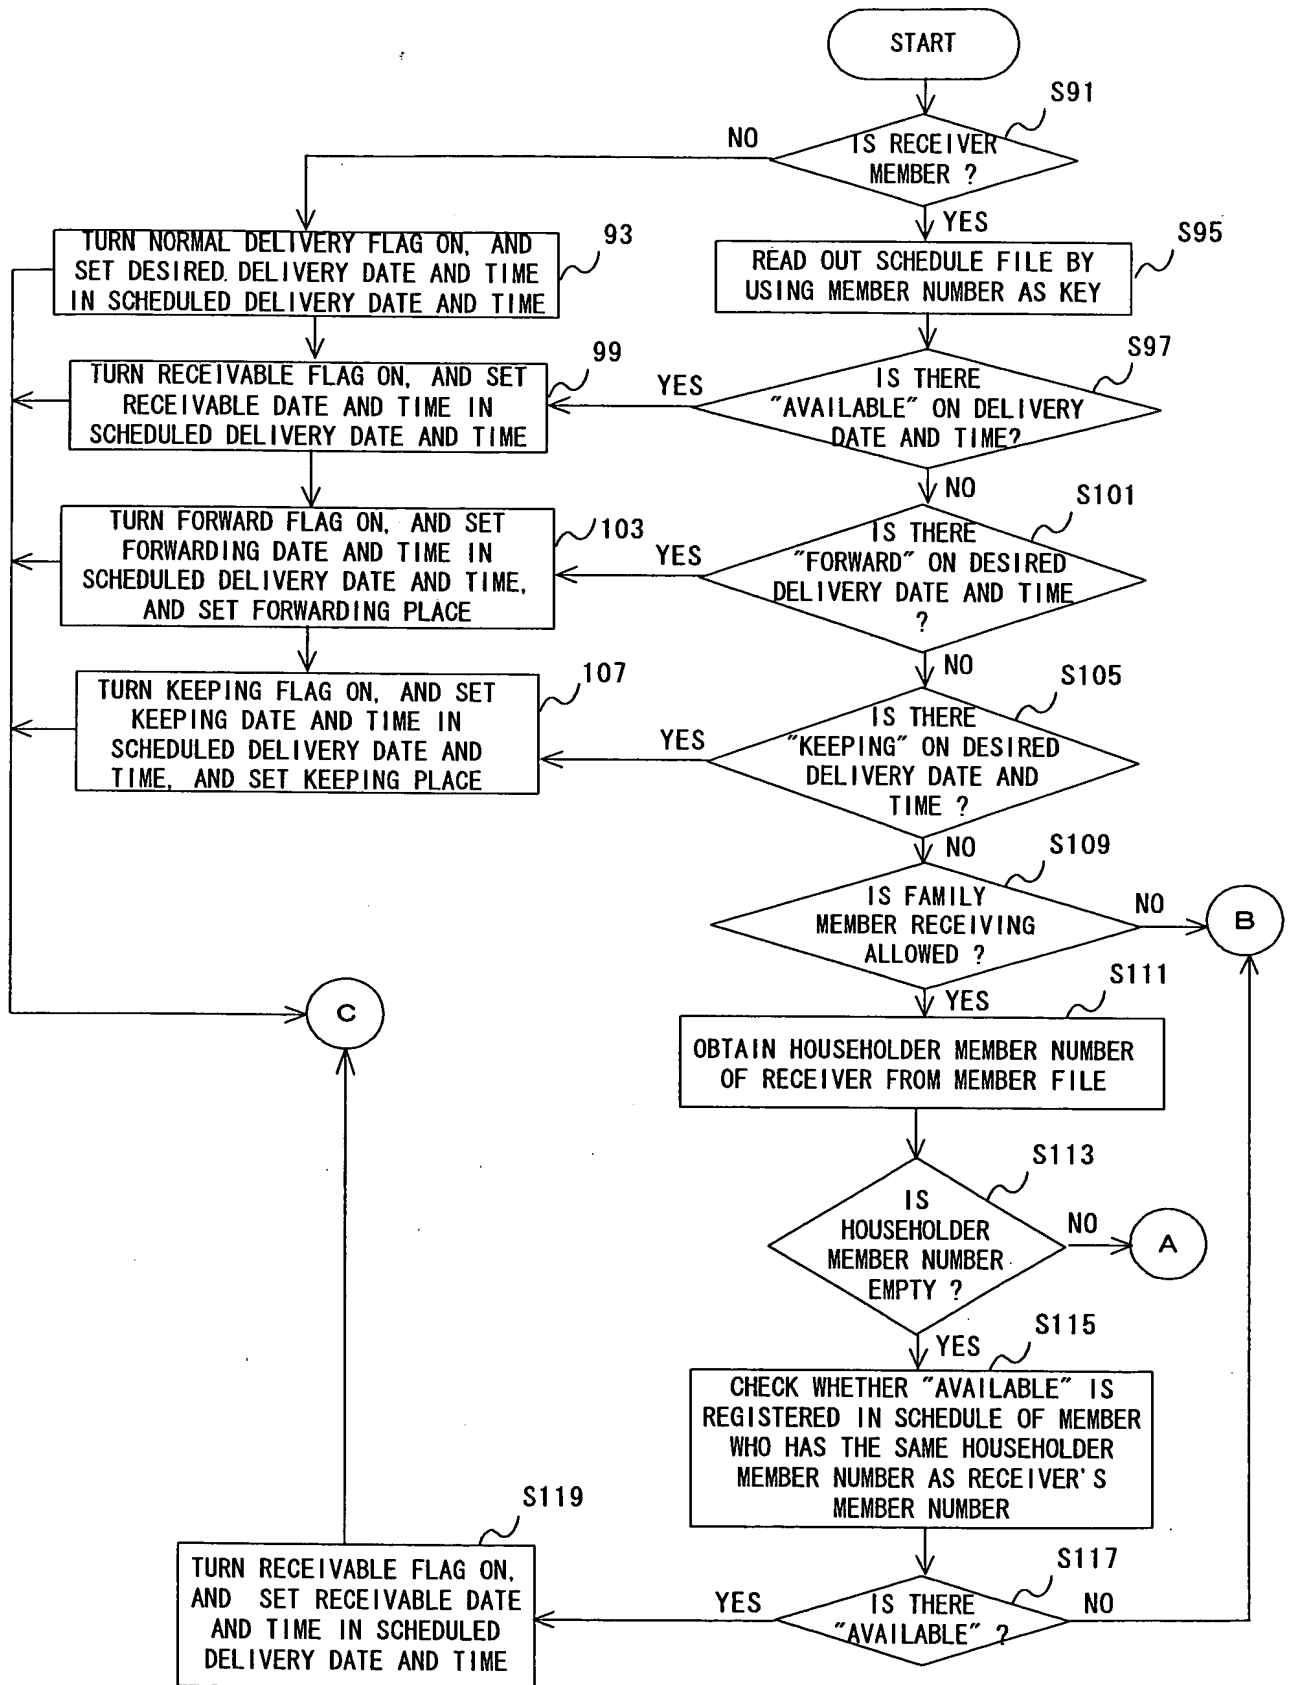 START
S91
IS RECEIVER
MEMBER ?
NO
YES
93
TURN NORMAL DELIVERY FLAG ON, AND
SET DESIRED. DELIVERY DATE AND TIME
IN SCHEDULED DELIVERY DATE AND TIME
S95
READ OUT SCHEDULE FILE BY
USING MEMBER NUMBER AS KEY
S97
IS THERE
"AVAILABLE" ON DELIVERY
DATE AND TIME?
YES
NO
99
TURN RECEIVABLE FLAG ON, AND SET
RECEIVABLE DATE AND TIME IN
SCHEDULED DELIVERY DATE AND TIME
S101
IS THERE
"FORWARD" ON DESIRED
DELIVERY DATE AND TIME
?
YES
NO
103
TURN FORWARD FLAG ON, AND SET
FORWARDING DATE AND TIME IN
SCHEDULED DELIVERY DATE AND TIME,
AND SET FORWARDING PLACE
S105
IS THERE
"KEEPING" ON DESIRED
DELIVERY DATE AND
TIME ?
YES
NO
107
TURN KEEPING FLAG ON, AND SET
KEEPING DATE AND TIME IN
SCHEDULED DELIVERY DATE AND
TIME, AND SET KEEPING PLACE
S109
IS FAMILY
MEMBER RECEIVING
ALLOWED ?
NO
B
YES
S111
C
OBTAIN HOUSEHOLDER MEMBER NUMBER
OF RECEIVER FROM MEMBER FILE
S113
IS
HOUSEHOLDER
MEMBER NUMBER
EMPTY ?
NO
A
YES
S115
CHECK WHETHER "AVAILABLE" IS
REGISTERED IN SCHEDULE OF MEMBER
WHO HAS THE SAME HOUSEHOLDER
MEMBER NUMBER AS RECEIVER'S
MEMBER NUMBER
S117
IS THERE
"AVAILABLE" ?
YES
NO
S119
TURN RECEIVABLE FLAG ON,
AND SET RECEIVABLE DATE
AND TIME IN SCHEDULED
DELIVERY DATE AND TIME